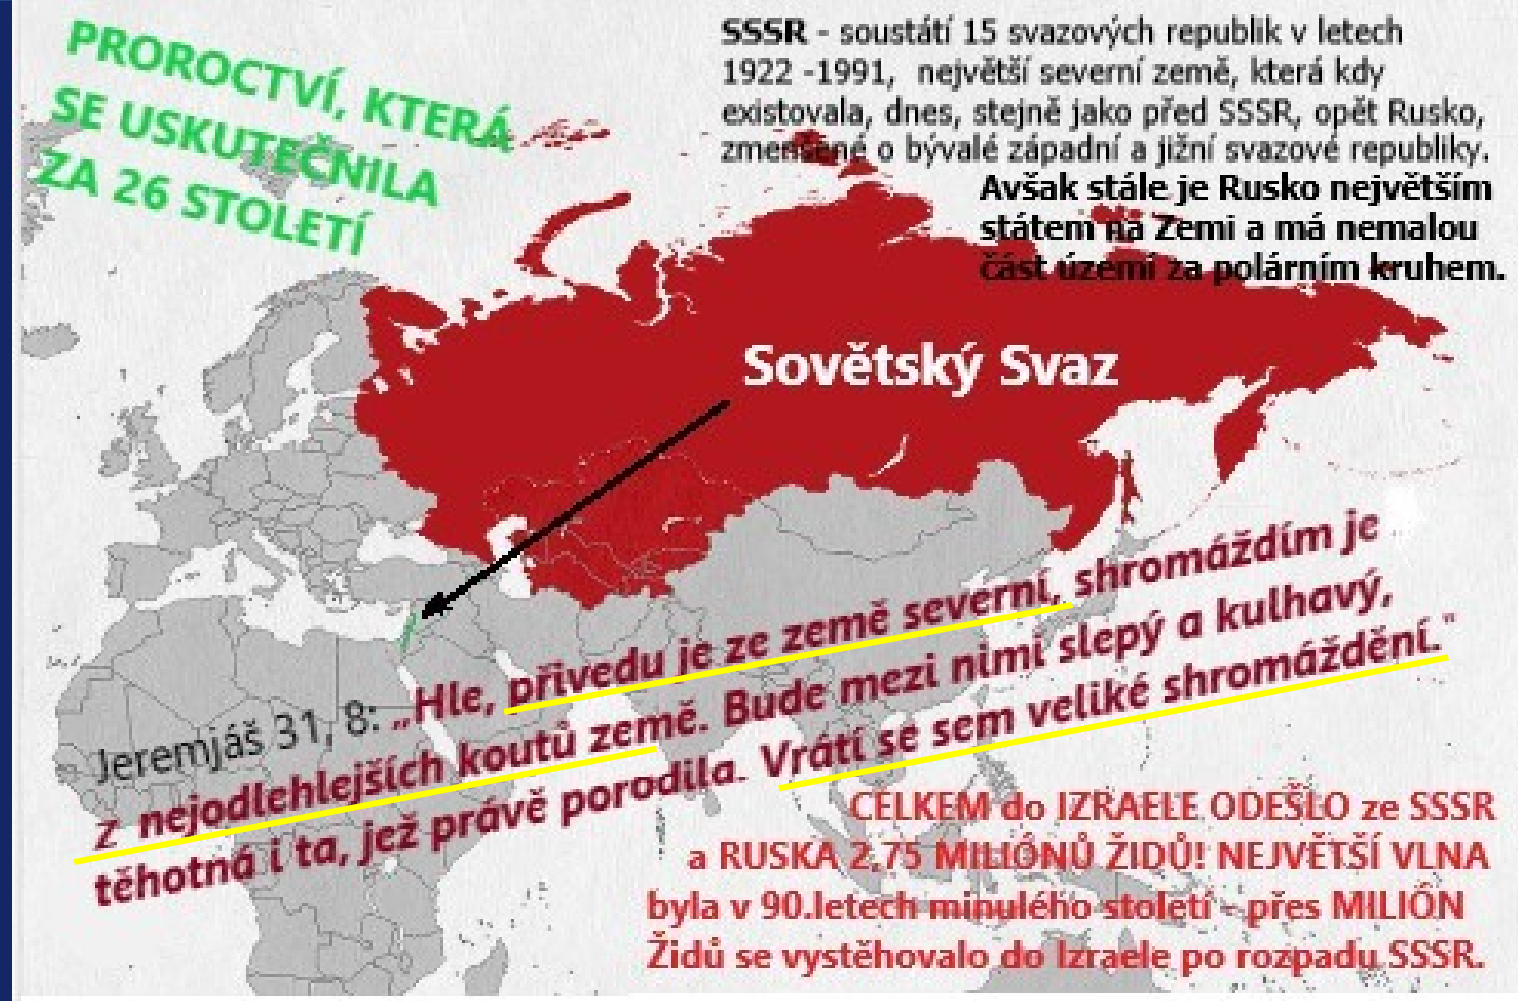 PROROCTVÍ, KTERÁ
SE USKUTEČNILA
ZA 26 STOLETÍ
SSSR - soustátí 15 svazových republik v letech
1922 -1991, největší severní země, která kdy
existovala, dnes, stejně jako před SSSR, opět Rusko,
zmenšené o bývalé západní a jižní svazové republiky.
Avšak stále je Rusko největším
státem na Zemi a má nemalou
část území za polárním kruhem.
Sovětský Svaz
Jeremjáš 31, 8: „Hle, přivedu je ze země severní, shromáždím je
z nejodlehlejších koutů země. Bude mezi nimi slepý a kulhavý,
těhotná i ta, jež právě porodila. Vrátí se sem veliké shromáždění."
CELKEM do IZRAELE ODEŠLO ze SSSR
a RUSKA 2,75 MILIÓNŮ ŽIDŮ! NEJVĚTŠÍ VLNA
byla v 90.letech minulého století - přes MILIÓN
Židů se vystěhovalo do Izraele po rozpadu SSSR.